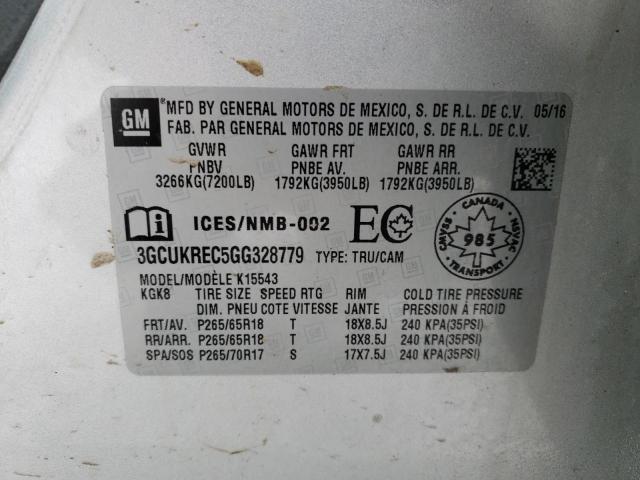 GM
®MFD BY GENERAL MOTORS DE MEXICO, S. DE R.L. DE C.V. 05/16
FAB. PAR GENERAL MOTORS DE MEXICO, S. DE R.L. DE C.V.
GVWR GAWR FRT GAWR RR
PNBV PNBE AV. PNBE ARR.
3266KG(7200LB) 1792KG(3950LB) 1792KG(3950LB)
ICES/NMB-002 EC
CANADA
CMVSS 985 NSVAC
TRANSPORT
3GCUKREC5GG328779 TYPE: TRU/CAM
MODEL/MODÈLE K15543
KGK8 TIRE SIZE SPEED RTG RIM COLD TIRE PRESSURE
DIM. PNEU COTE VITESSE JANTE PRESSION À FROID
FRT/AV. P265/65R18 T 18X8.5J 240 KPA(35PSI)
RR/ARR. P265/65R18 T 18X8.5J 240 KPA(35PSI)
SPA/SOS P265/70R17 S 17X7.5J 240 KPA(35PSI)